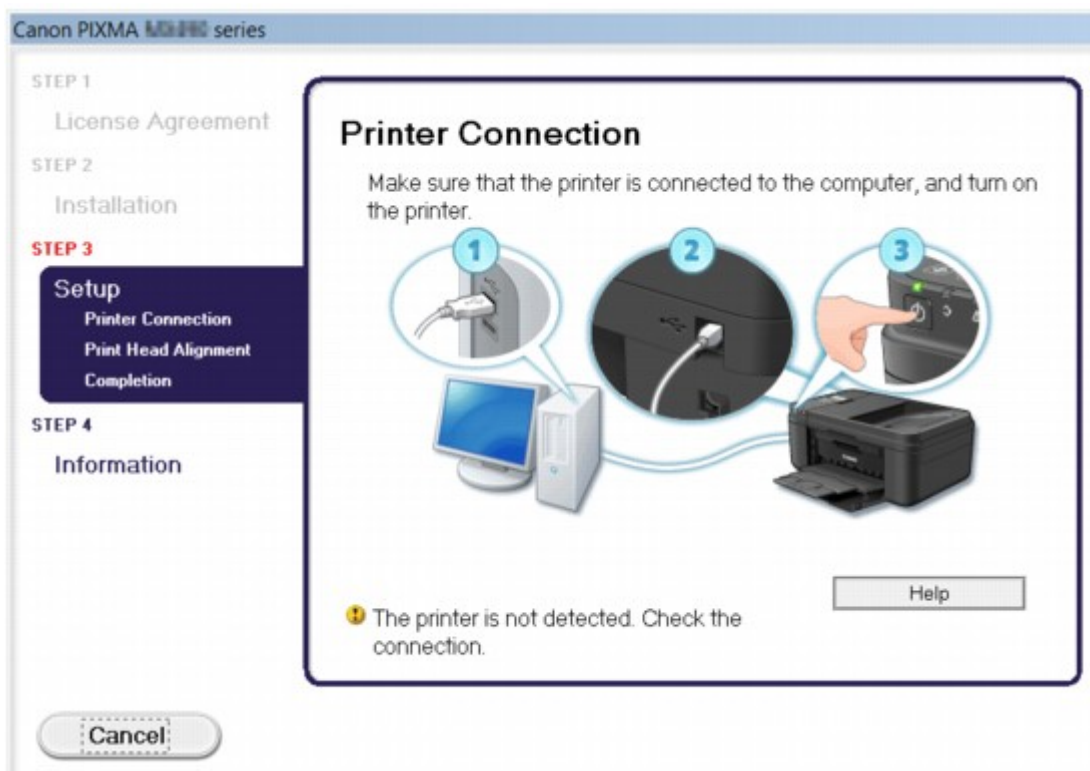 Canon PIXMA series
STEP 1
License Agreement
STEP 2
Installation
STEP 3
Setup
Printer Connection
Print Head Alignment
Completion
STEP 4
Information
Printer Connection
Make sure that the printer is connected to the computer, and turn on
the printer.
1
2
3
The printer is not detected. Check the
connection.
Help
Cancel